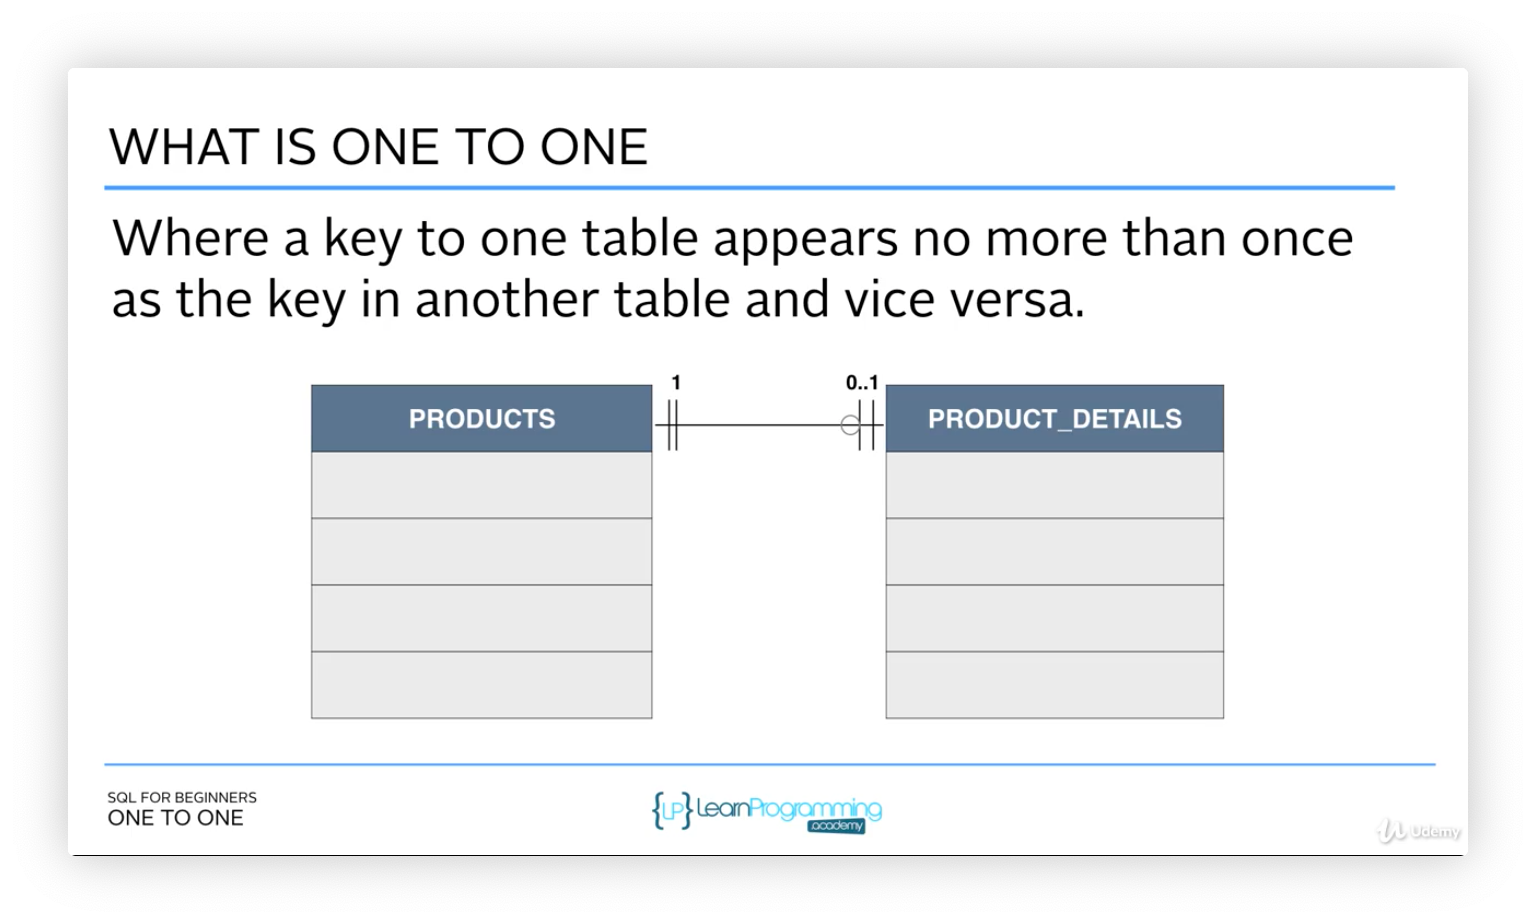 WHAT IS ONE TO ONE
Where a key to one table appears no more than once
as the key in another table and vice versa.
1
0..1
PRODUCTS
PRODUCT_DETAILS
SQL FOR BEGINNERS
ONE TO ONE
{LP} LearnProgramming
.academy
Udemy